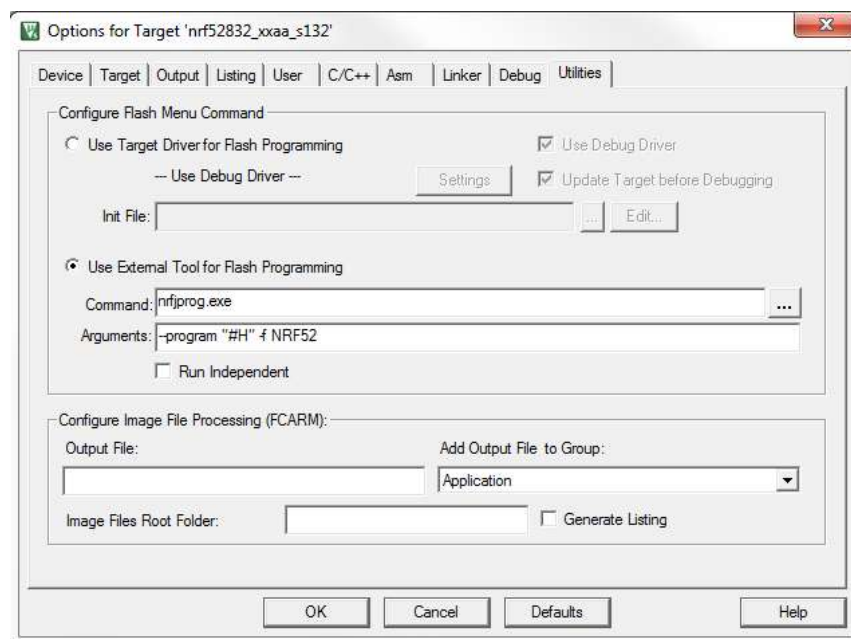 Options for Target 'nrf52832_xxaa_s132'
Device Target Output Listing User C/C++ Asm Linker Debug Utilities
Configure Flash Menu Command
Use Target Driver for Flash Programming
Use Debug Driver
--- Use Debug Driver ---
Settings
Update Target before Debugging
Init File:
...
Edit...
Use External Tool for Flash Programming
Command: nrfjprog.exe
...
Arguments: --program "#H" -f NRF52
Run Independent
Configure Image File Processing (FCARM):
Output File:
Add Output File to Group:
Application
Image Files Root Folder:
Generate Listing
OK Cancel Defaults Help